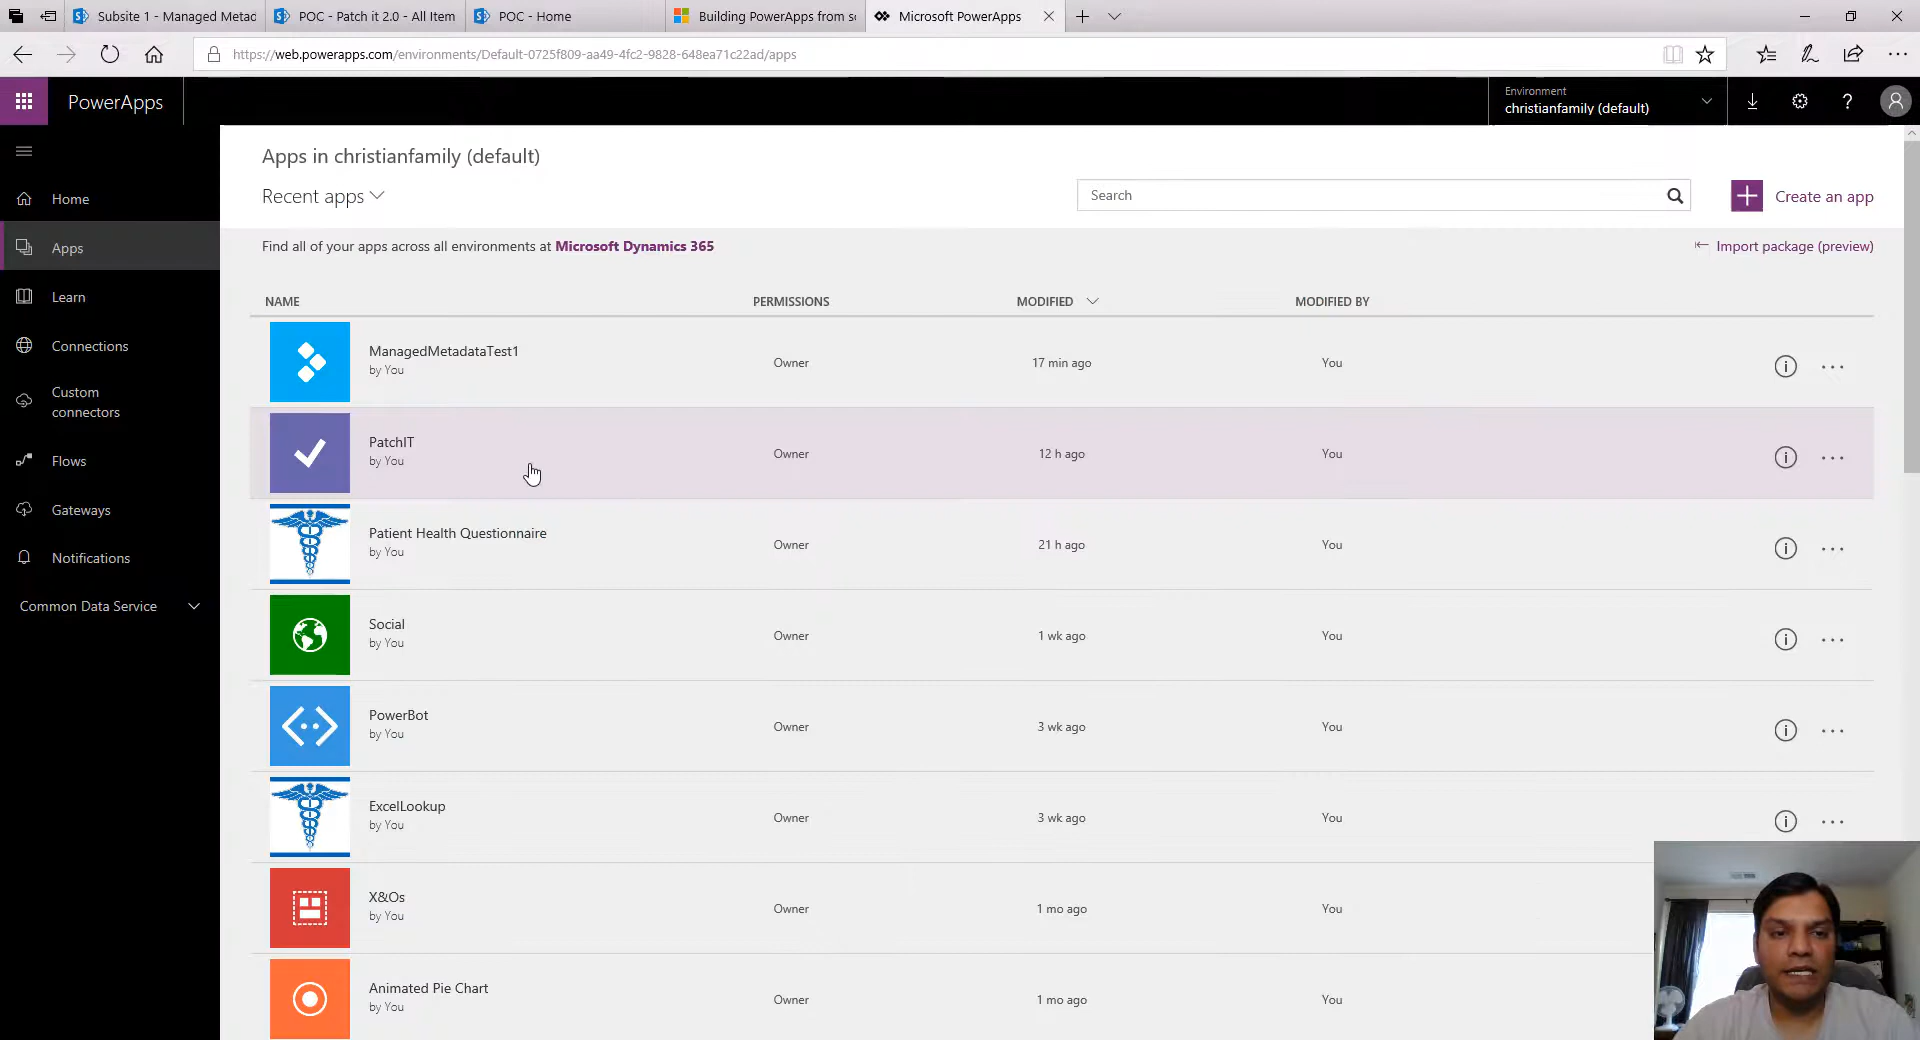 Subsite 1 - Managed Metad
POC - Patch it 2.0 - All Item
POC - Home
Building PowerApps from s
Microsoft PowerApps
https://web.powerapps.com/environments/Default-0725f809-aa49-4fc2-9828-648ea71c22ad/apps
PowerApps
Environment
christianfamily (default)
Home
Apps
Learn
Connections
Custom
connectors
Flows
Gateways
Notifications
Common Data Service
Apps in christianfamily (default)
Recent apps
Search
Create an app
Find all of your apps across all environments at Microsoft Dynamics 365
Import package (preview)
NAME PERMISSIONS MODIFIED MODIFIED BY
ManagedMetadataTest1
by You
Owner 17 min ago You
PatchIT
by You
Owner 12 h ago You
Patient Health Questionnaire
by You
Owner 21 h ago You
Social
by You
Owner 1 wk ago You
PowerBot
by You
Owner 3 wk ago You
ExcelLookup
by You
Owner 3 wk ago You
X&Os
by You
Owner 1 mo ago You
Animated Pie Chart
by You
Owner 1 mo ago You